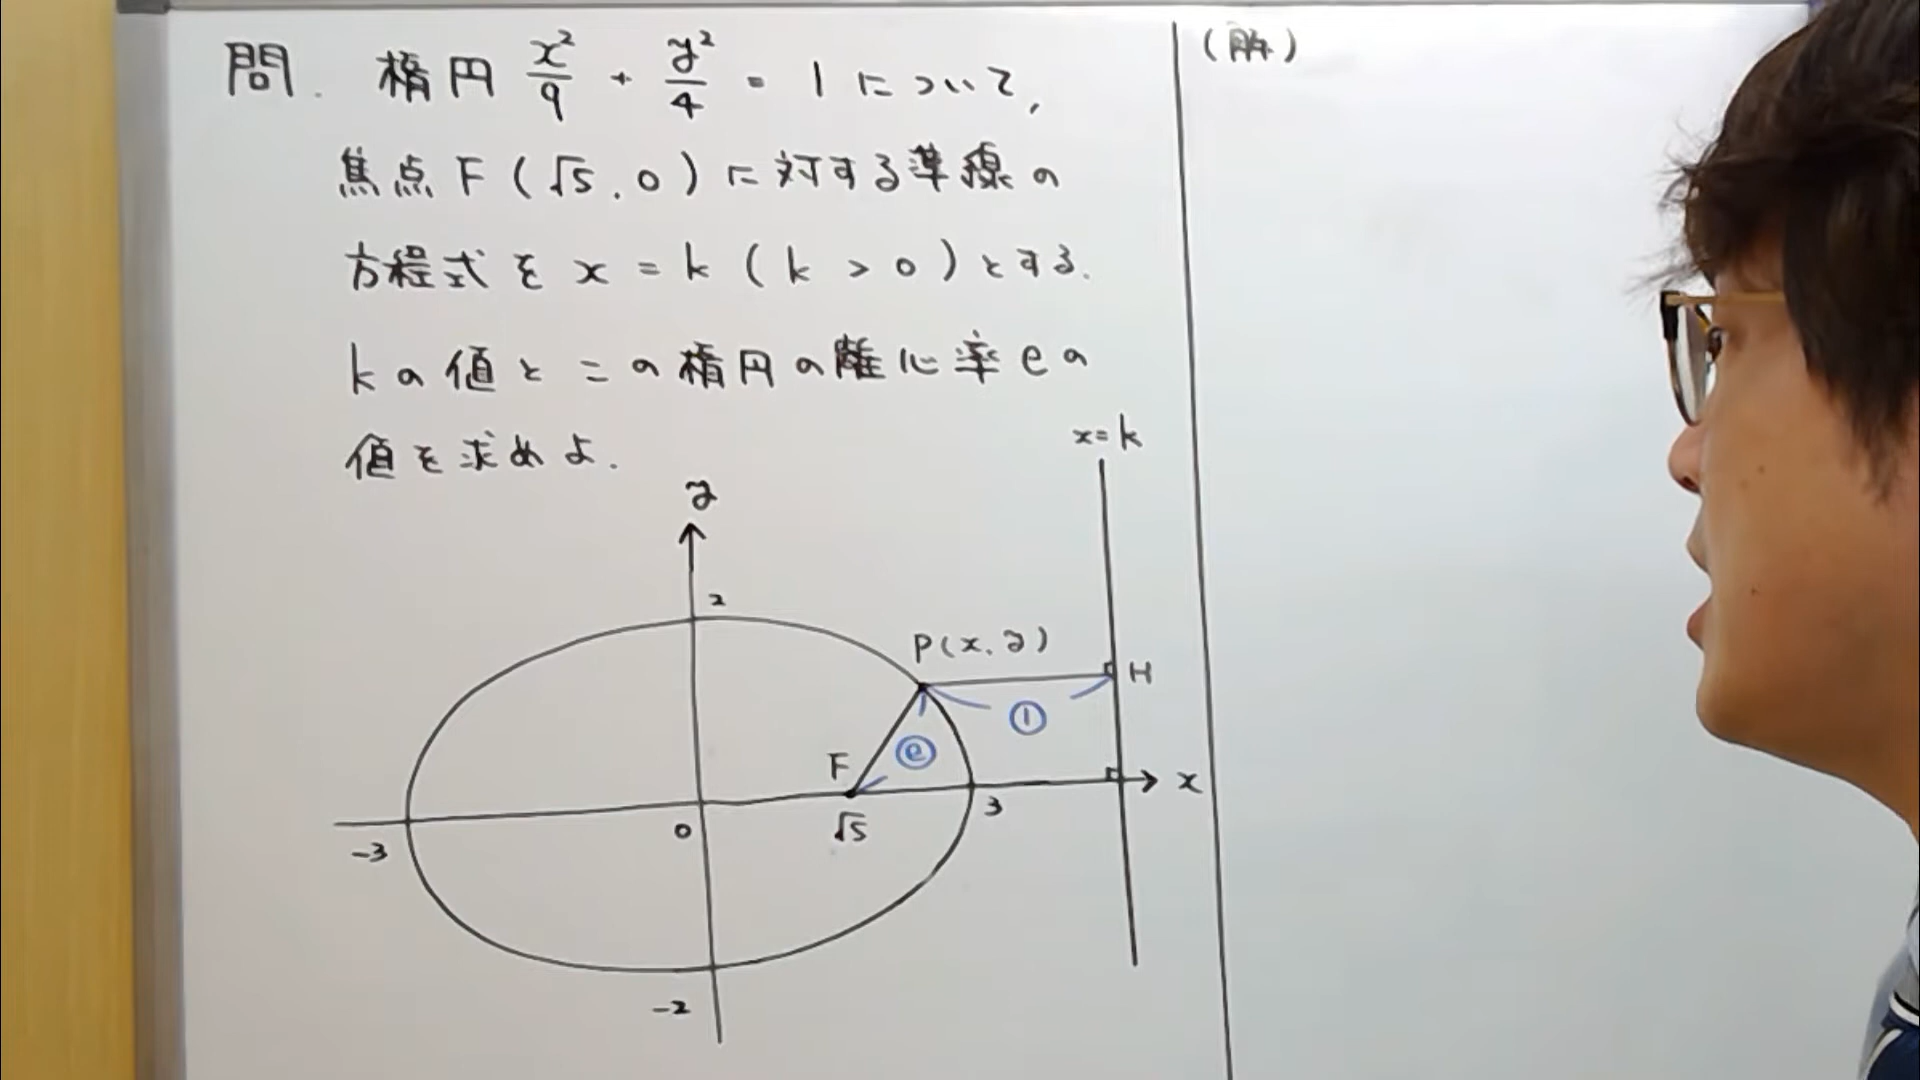 問. 楕円 x²/9 + y²/4 = 1 について,
焦点 F(√5, 0) に対する準線の
方程式を x = k (k > 0) とする.
kの値とこの楕円の離心率eの
値を求めよ.
(解)
x=k
y
2
P(x, y)
H
①
ⓔ
F
x
-3
0
√5
3
-2